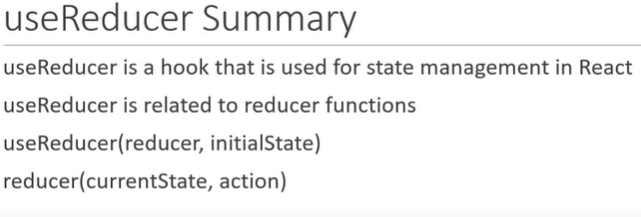 useReducer Summary
useReducer is a hook that is used for state management in React
useReducer is related to reducer functions
useReducer(reducer, initialState)
reducer(currentState, action)